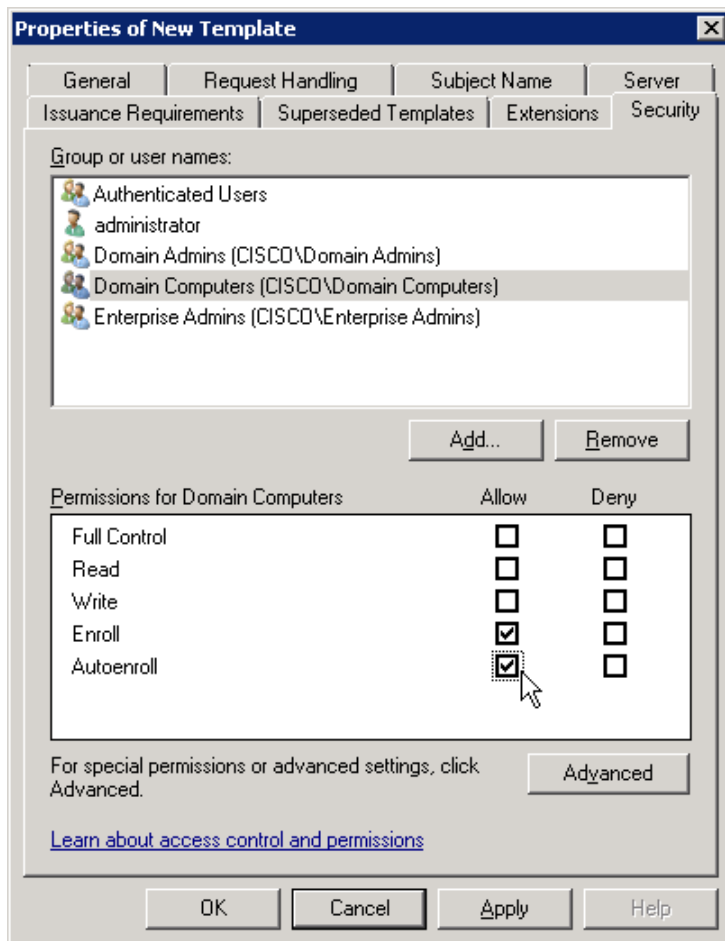 Properties of New Template
General Request Handling Subject Name Server
Issuance Requirements Superseded Templates Extensions Security
Group or user names:
Authenticated Users
administrator
Domain Admins (CISCO\Domain Admins)
Domain Computers (CISCO\Domain Computers)
Enterprise Admins (CISCO\Enterprise Admins)
Add... Remove
Permissions for Domain Computers Allow Deny
Full Control
Read
Write
Enroll
Autoenroll
For special permissions or advanced settings, click
Advanced.
Advanced
Learn about access control and permissions
OK Cancel Apply Help